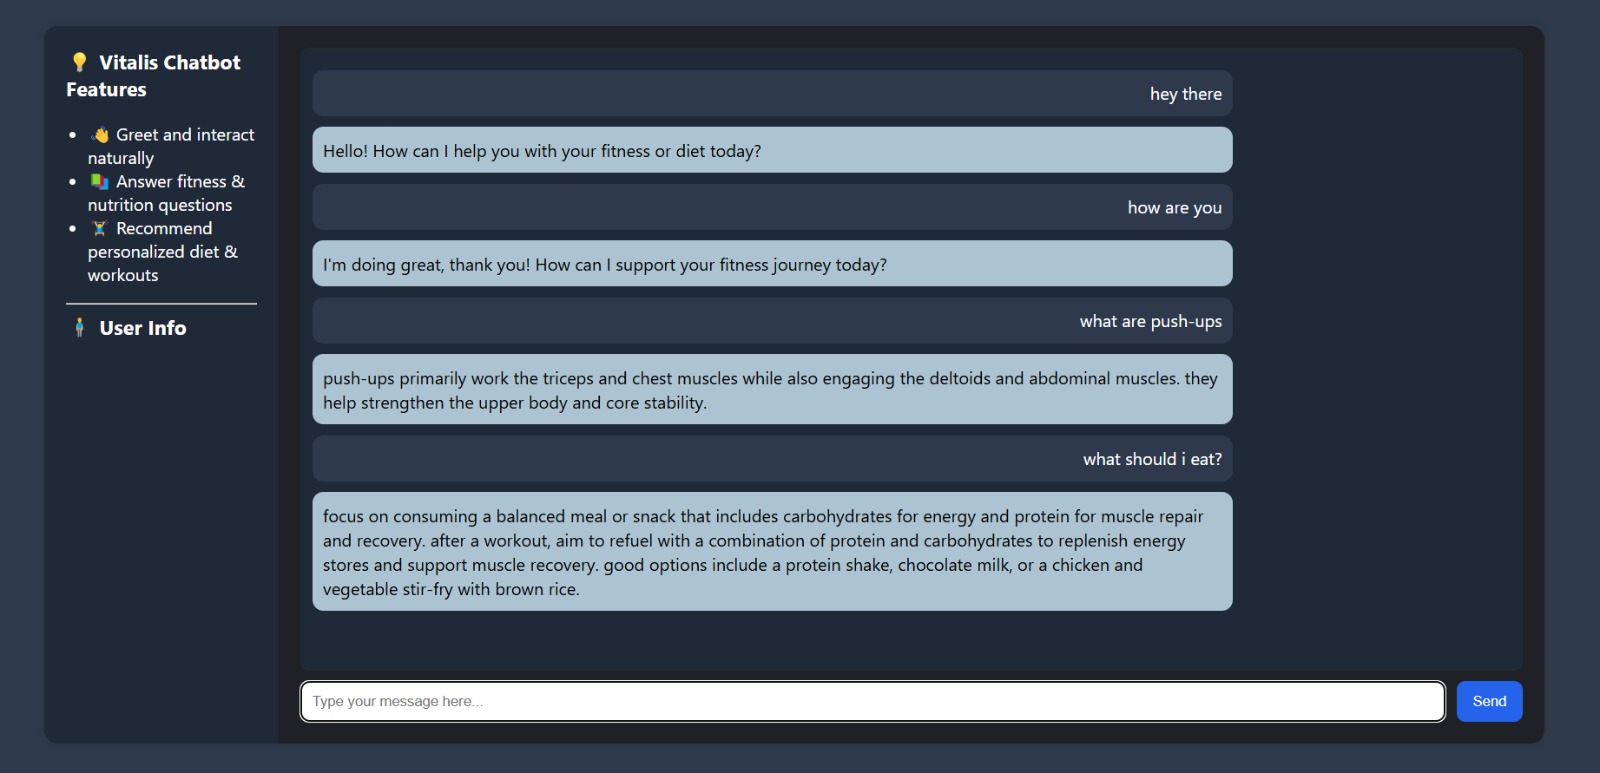 💡 Vitalis Chatbot
Features
• 👋 Greet and interact
naturally
• 📚 Answer fitness &
nutrition questions
• 🏋️ Recommend
personalized diet &
workouts
🧍 User Info
hey there
Hello! How can I help you with your fitness or diet today?
how are you
I'm doing great, thank you! How can I support your fitness journey today?
what are push-ups
push-ups primarily work the triceps and chest muscles while also engaging the deltoids and abdominal muscles. they
help strengthen the upper body and core stability.
what should i eat?
focus on consuming a balanced meal or snack that includes carbohydrates for energy and protein for muscle repair
and recovery. after a workout, aim to refuel with a combination of protein and carbohydrates to replenish energy
stores and support muscle recovery. good options include a protein shake, chocolate milk, or a chicken and
vegetable stir-fry with brown rice.
Type your message here...
Send